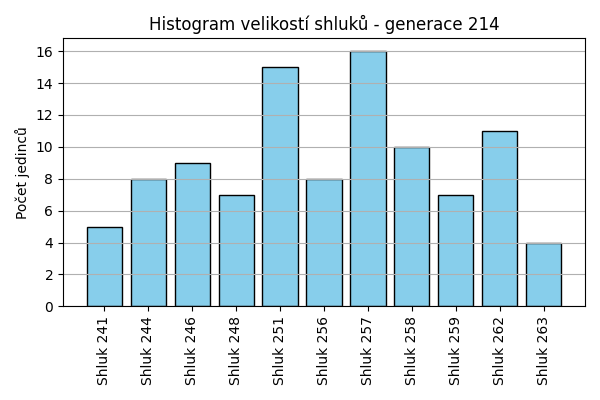 Histogram velikostí shluků - generace 214
Počet jedinců
16
14
12
10
8
6
4
2
0
Shluk 241
Shluk 244
Shluk 246
Shluk 248
Shluk 251
Shluk 256
Shluk 257
Shluk 258
Shluk 259
Shluk 262
Shluk 263